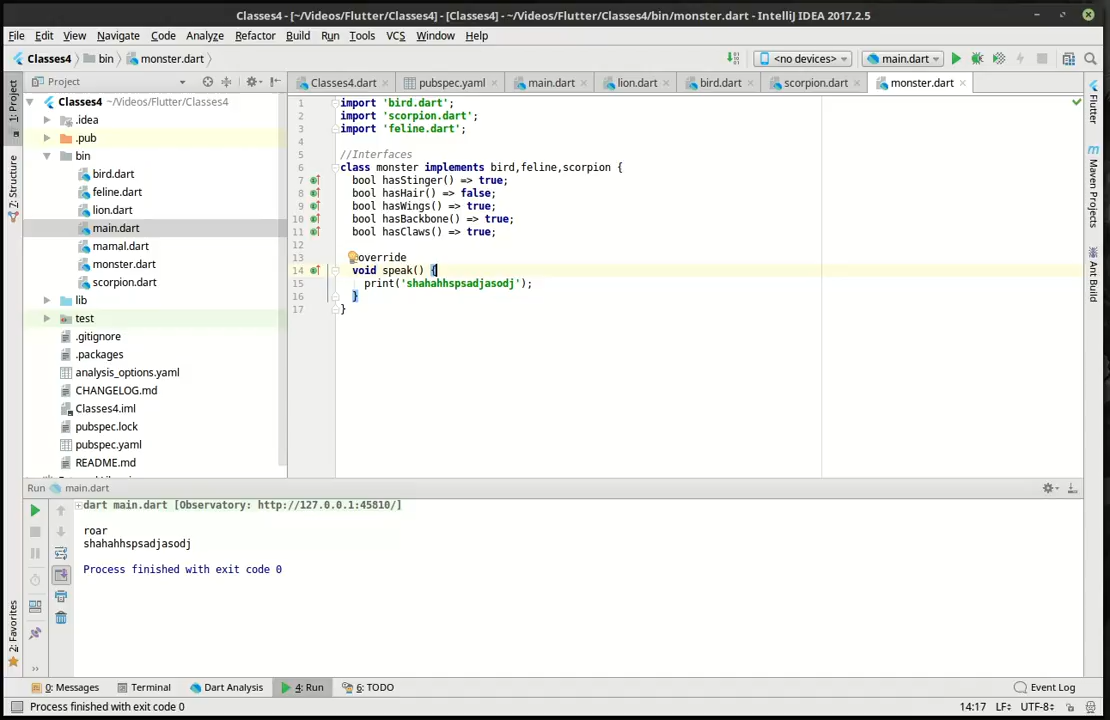 Classes4 - [~/Videos/Flutter/Classes4] - [Classes4] - ~/Videos/Flutter/Classes4/bin/monster.dart - IntelliJ IDEA 2017.2.5
File Edit View Navigate Code Analyze Refactor Build Run Tools VCS Window Help
Classes4 bin monster.dart <no devices> main.dart
Project
Classes4.dart pubspec.yaml main.dart lion.dart bird.dart scorpion.dart monster.dart
1: Project
7: Structure
2: Favorites
Classes4 ~/Videos/Flutter/Classes4
.idea
.pub
bin
bird.dart
feline.dart
lion.dart
main.dart
mamal.dart
monster.dart
scorpion.dart
lib
test
.gitignore
.packages
analysis_options.yaml
CHANGELOG.md
Classes4.iml
pubspec.lock
pubspec.yaml
README.md
1 import 'bird.dart';
2 import 'scorpion.dart';
3 import 'feline.dart';
4
5 //Interfaces
6 class monster implements bird,feline,scorpion {
7 bool hasStinger() => true;
8 bool hasHair() => false;
9 bool hasWings() => true;
10 bool hasBackbone() => true;
11 bool hasClaws() => true;
12
13 override
14 void speak() {
15 print('shahahhspsadjasodj');
16 }
17 }
Flutter
Maven Projects
Ant Build
Run main.dart
dart main.dart [Observatory: http://127.0.0.1:45810/]
roar
shahahhspsadjasodj
Process finished with exit code 0
0: Messages Terminal Dart Analysis 4: Run 6: TODO Event Log
Process finished with exit code 0 14:17 LF UTF-8